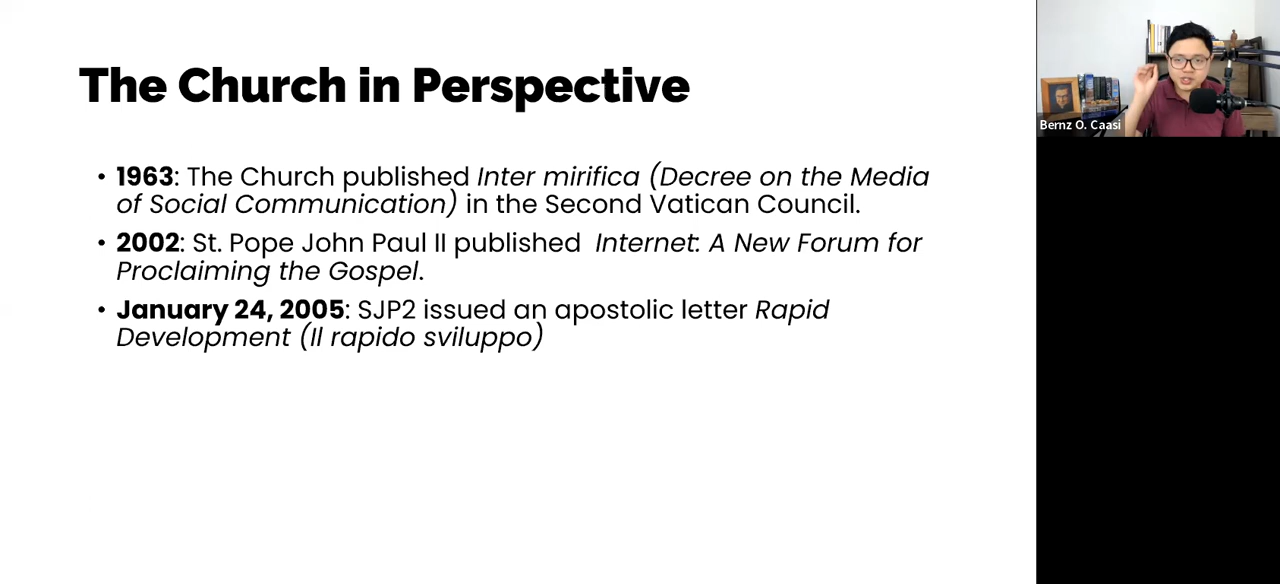 The Church in Perspective
• 1963: The Church published Inter mirifica (Decree on the Media
of Social Communication) in the Second Vatican Council.
• 2002: St. Pope John Paul II published  Internet: A New Forum for
Proclaiming the Gospel.
• January 24, 2005: SJP2 issued an apostolic letter Rapid
Development (Il rapido sviluppo)
Bernz O. Caasi